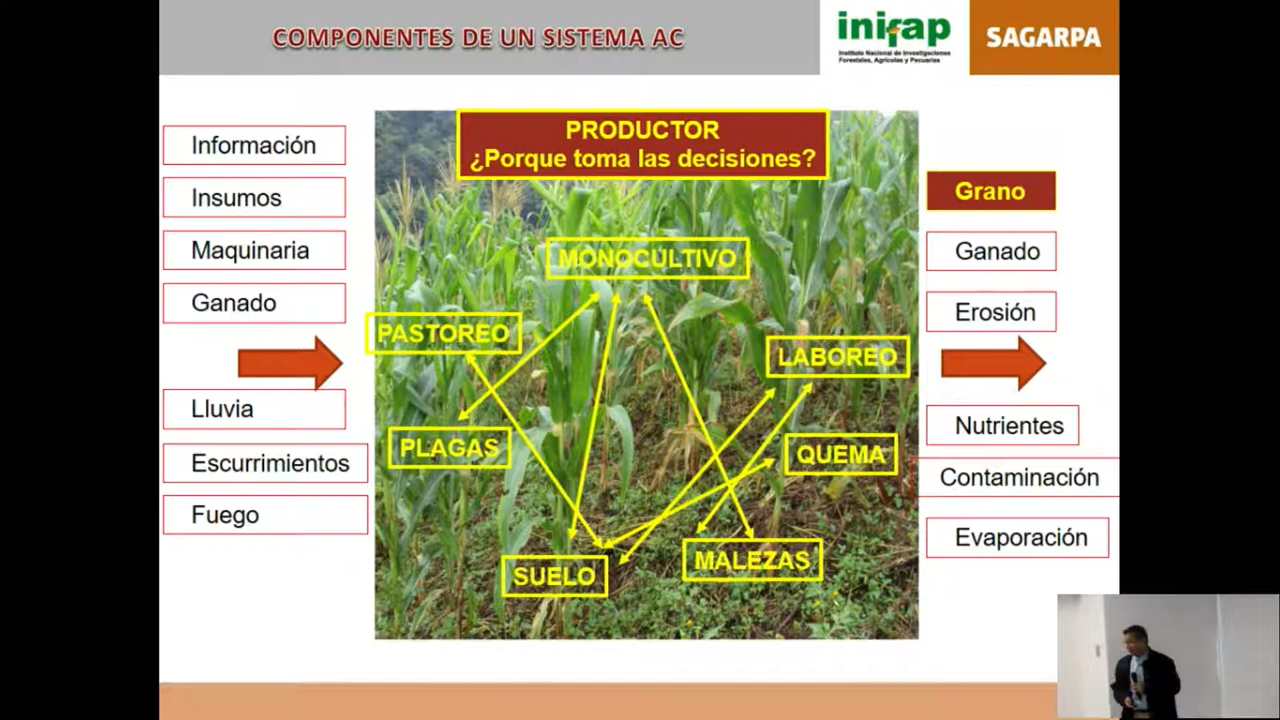 COMPONENTES DE UN SISTEMA AC
inifap
Instituto Nacional de Investigaciones
Forestales, Agrícolas y Pecuarias
SAGARPA
Información
Insumos
Maquinaria
Ganado
Lluvia
Escurrimientos
Fuego
PRODUCTOR
¿Porque toma las decisiones?
MONOCULTIVO
PASTOREO
LABOREO
PLAGAS
QUEMA
SUELO
MALEZAS
Grano
Ganado
Erosión
Nutrientes
Contaminación
Evaporación